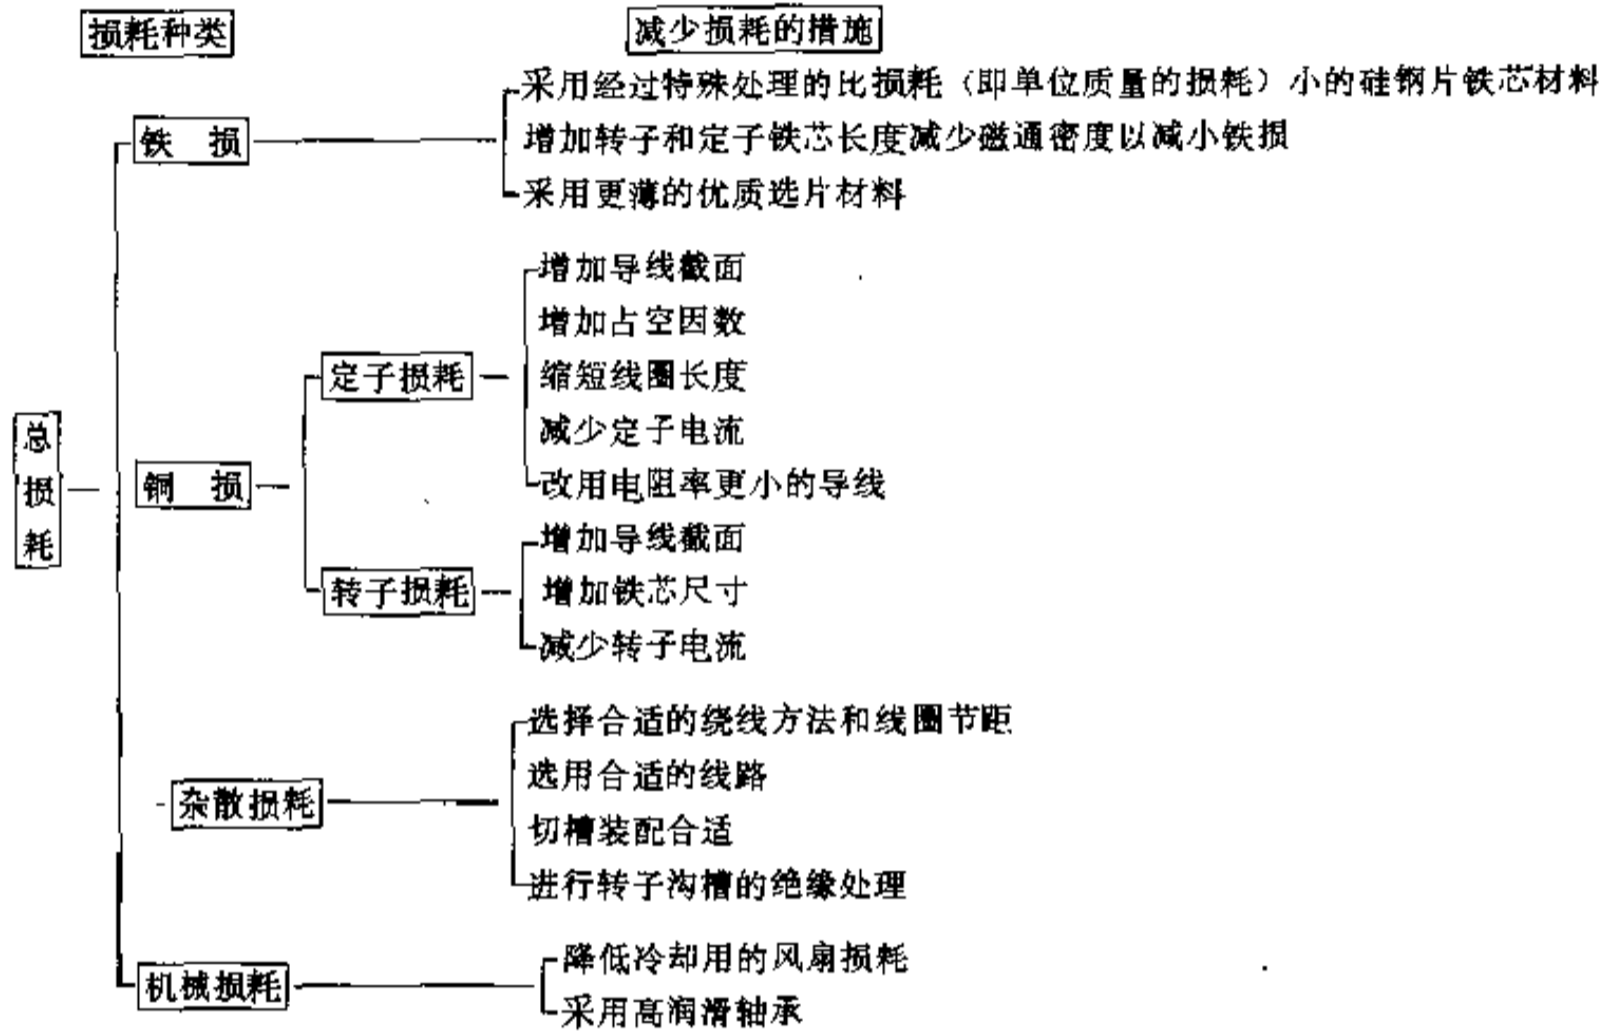 损耗种类
减少损耗的措施
采用经过特殊处理的比损耗（即单位质量的损耗）小的硅钢片铁芯材料
铁 损
增加转子和定子铁芯长度减少磁通密度以减小铁损
采用更薄的优质选片材料
增加导线截面
增加占空因数
定子损耗
缩短线圈长度
减少定子电流
总损耗
铜 损
改用电阻率更小的导线
增加导线截面
转子损耗
增加铁芯尺寸
减少转子电流
选择合适的绕线方法和线圈节距
选用合适的线路
杂散损耗
切槽装配合适
进行转子沟槽的绝缘处理
降低冷却用的风扇损耗
机械损耗
采用高润滑轴承